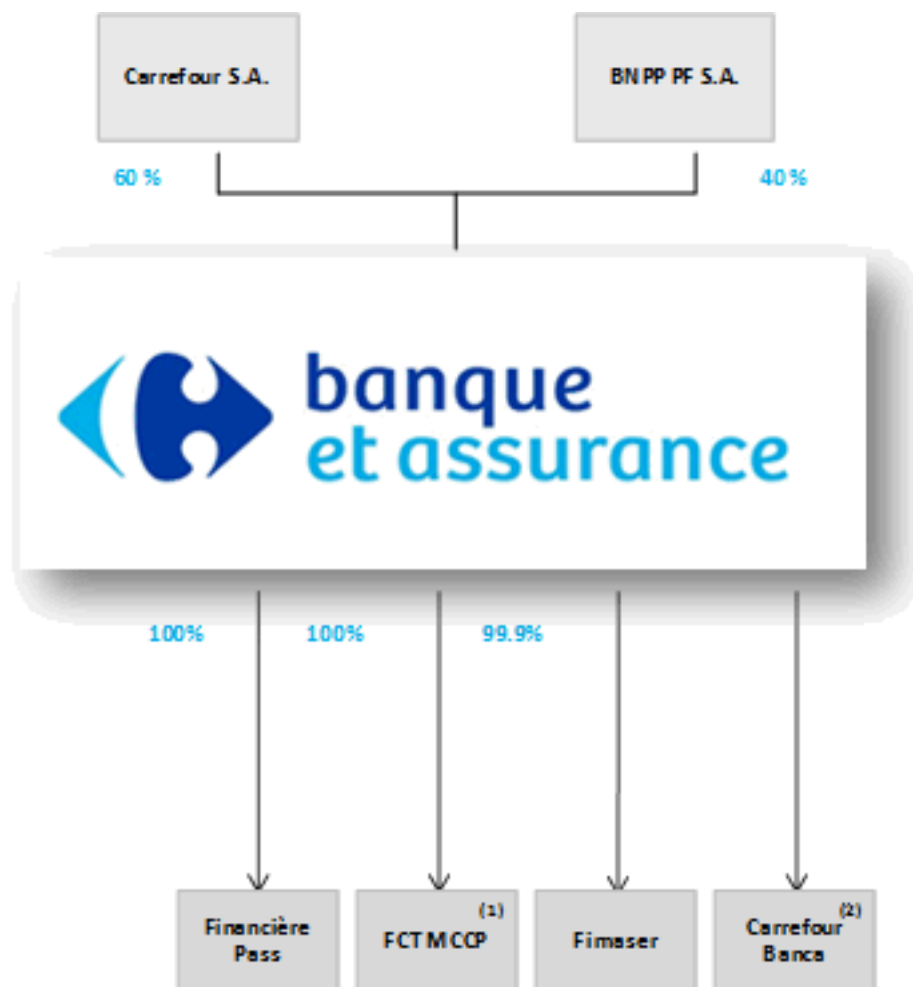 Carrefour S.A.
BNPP PF S.A.
60 %
40 %
banque
et assurance
100%
100%
99.9%
Financière
Pass
(1)
FCT MCCP
Fimaser
(2)
Carrefour
Banca